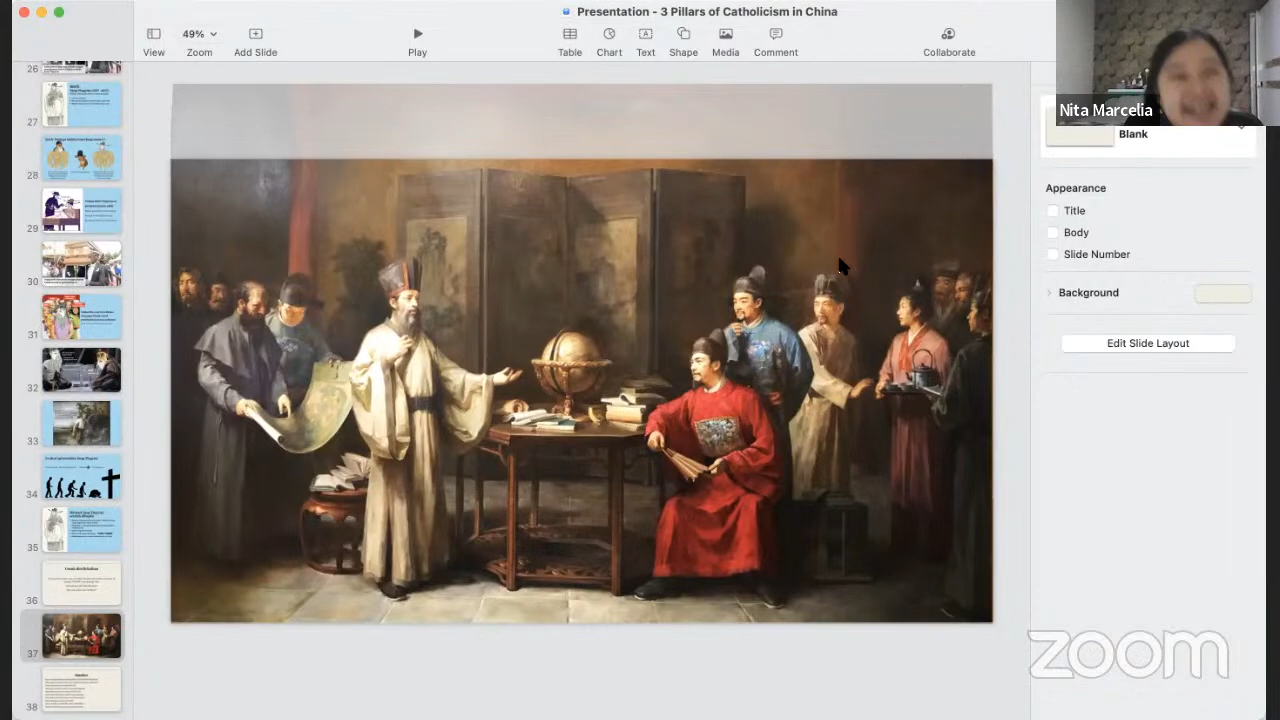 Presentation - 3 Pillars of Catholicism in China
49%
View
Zoom
Add Slide
Play
Table
Chart
Text
Shape
Media
Comment
Collaborate
Nita Marcelia
Blank
Appearance
Title
Body
Slide Number
Background
Edit Slide Layout
26
27
28
29
30
31
32
33
34
35
36
37
38
zoom